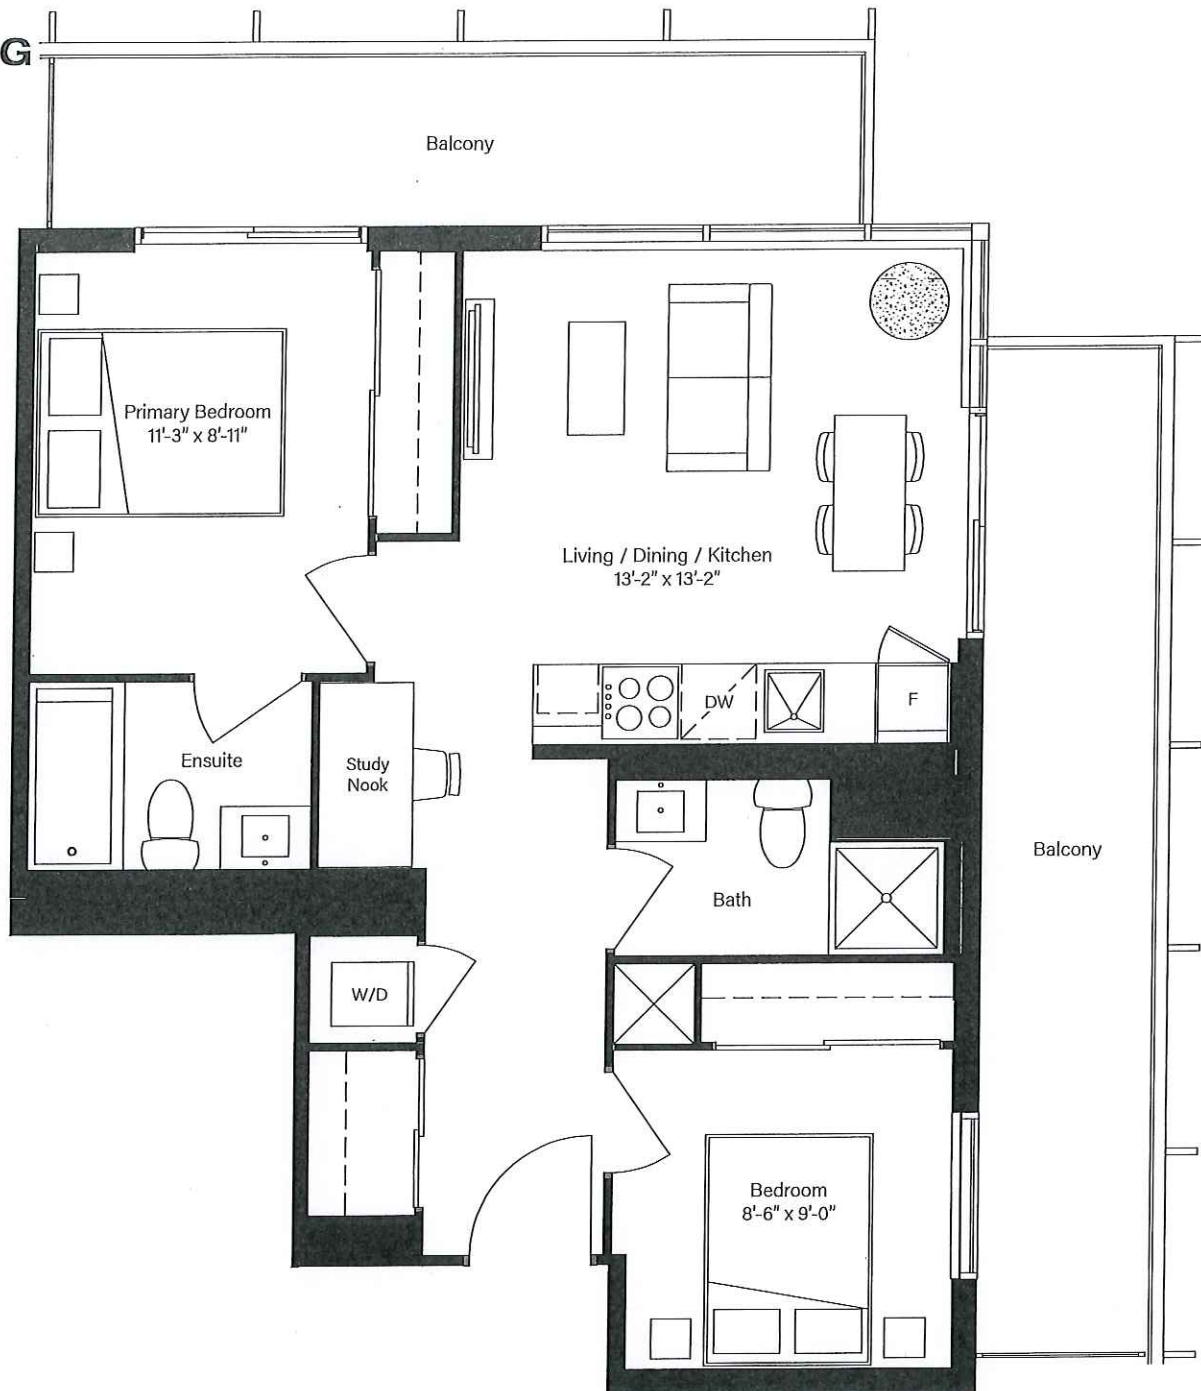 G
Balcony
Primary Bedroom
11'-3" x 8'-11"
Living / Dining / Kitchen
13'-2" x 13'-2"
DW
F
Ensuite
Study
Nook
Balcony
Bath
W/D
Bedroom
8'-6" x 9'-0"